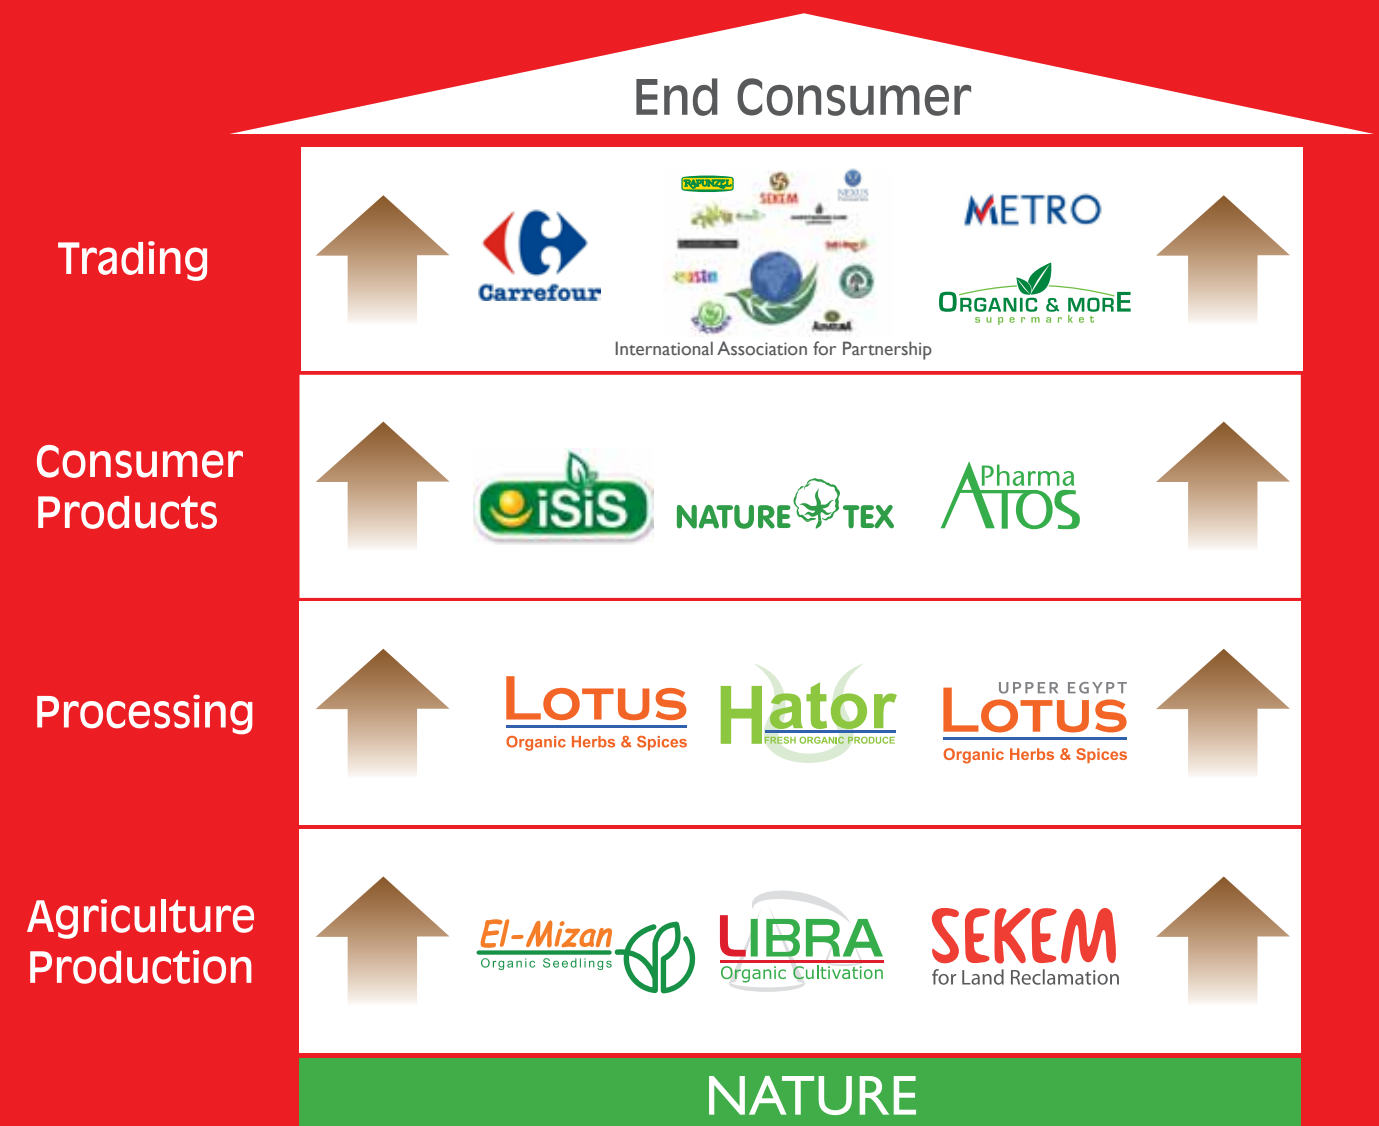 End Consumer
Trading
Carrefour
RAPUNZEL
SEKEM
NEXUS
METRO
ORGANIC & MORE
supermarket
International Association for Partnership
Consumer
Products
iSiS
NATURE TEX
Pharma
ATOS
Processing
LOTUS
Organic Herbs & Spices
Hator
FRESH ORGANIC PRODUCE
UPPER EGYPT
LOTUS
Organic Herbs & Spices
Agriculture
Production
El-Mizan
Organic Seedlings
LIBRA
Organic Cultivation
SEKEM
for Land Reclamation
NATURE